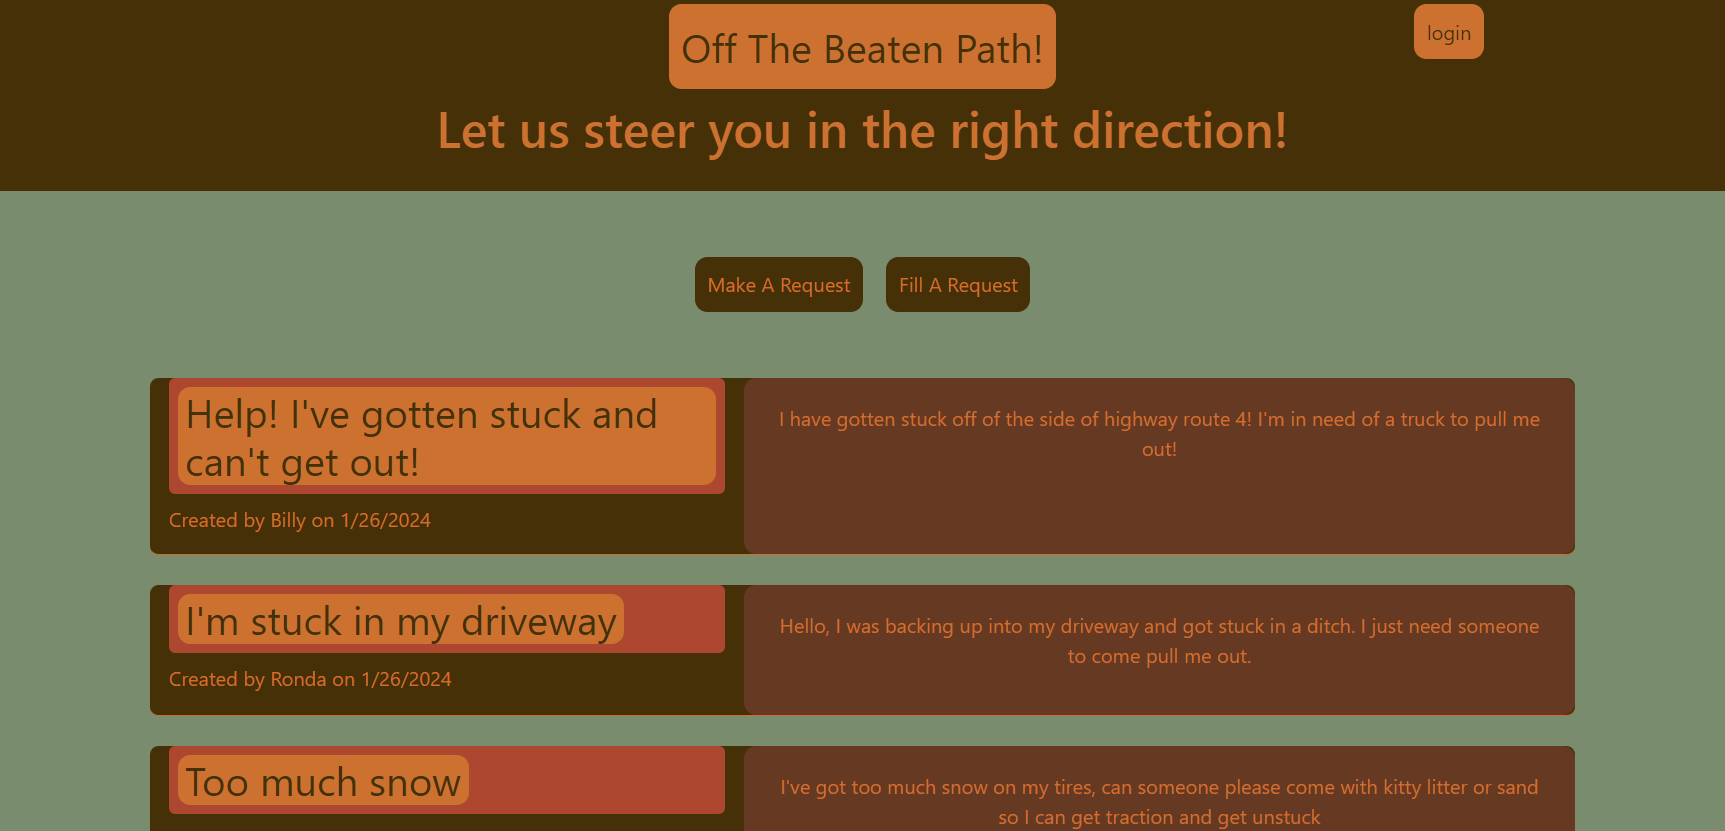 Off The Beaten Path!
login
Let us steer you in the right direction!
Make A Request
Fill A Request
Help! I've gotten stuck and
can't get out!
Created by Billy on 1/26/2024
I have gotten stuck off of the side of highway route 4! I'm in need of a truck to pull me
out!
I'm stuck in my driveway
Created by Ronda on 1/26/2024
Hello, I was backing up into my driveway and got stuck in a ditch. I just need someone
to come pull me out.
Too much snow
I've got too much snow on my tires, can someone please come with kitty litter or sand
so I can get traction and get unstuck